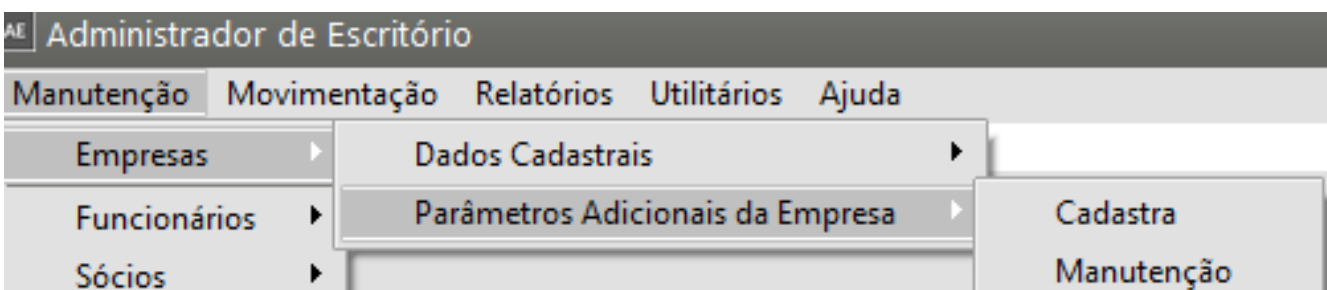 AE Administrador de Escritório
Manutenção Movimentação Relatórios Utilitários Ajuda
Empresas Dados Cadastrais
Funcionários Parâmetros Adicionais da Empresa Cadastra
Sócios Manutenção